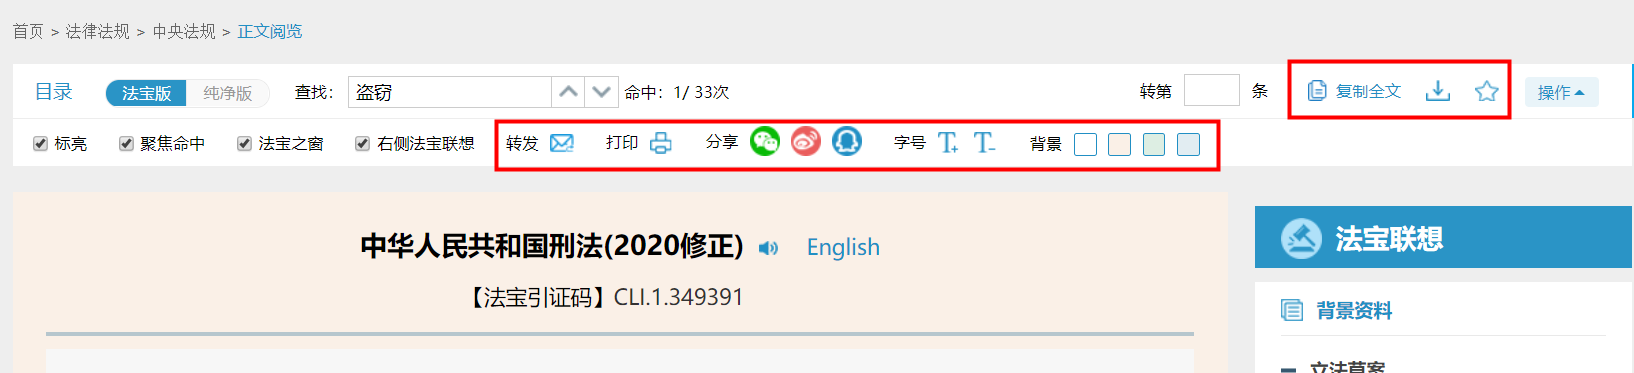 首页 > 法律法规 > 中央法规 > 正文阅览
目录 法宝版 纯净版 查找： 盗窃 命中：1/ 33次 转第 条 复制全文 操作
标亮 聚焦命中 法宝之窗 右侧法宝联想 转发 打印 分享 字号 T+ T- 背景
中华人民共和国刑法(2020修正) English
【法宝引证码】CLI.1.349391
法宝联想
背景资料
立法草案